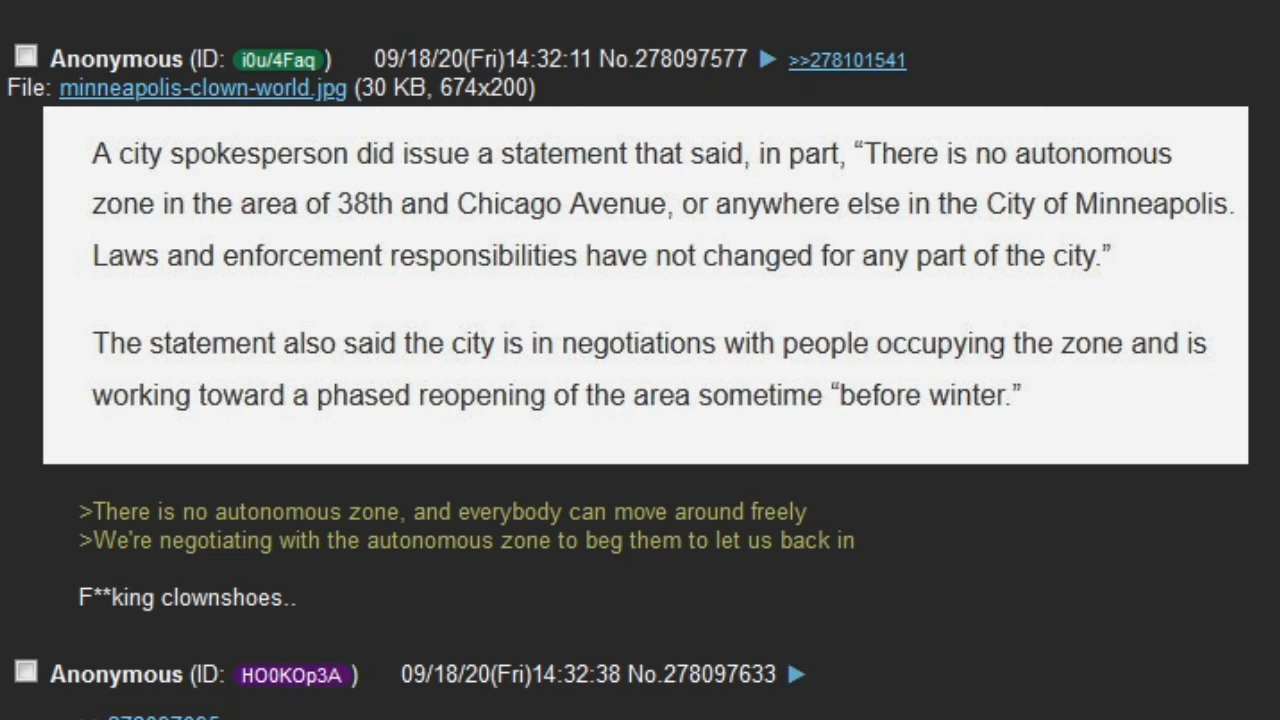 Anonymous (ID: i0u/4Faq) 09/18/20(Fri)14:32:11 No.278097577 ▶ >>278101541
File: minneapolis-clown-world.jpg (30 KB, 674x200)
A city spokesperson did issue a statement that said, in part, “There is no autonomous
zone in the area of 38th and Chicago Avenue, or anywhere else in the City of Minneapolis.
Laws and enforcement responsibilities have not changed for any part of the city.”
The statement also said the city is in negotiations with people occupying the zone and is
working toward a phased reopening of the area sometime “before winter.”
>There is no autonomous zone, and everybody can move around freely
>We're negotiating with the autonomous zone to beg them to let us back in
F**king clownshoes..
Anonymous (ID: HO0KOp3A) 09/18/20(Fri)14:32:38 No.278097633 ▶